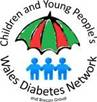 Children and Young People's
Wales Diabetes Network
and Brecon Group